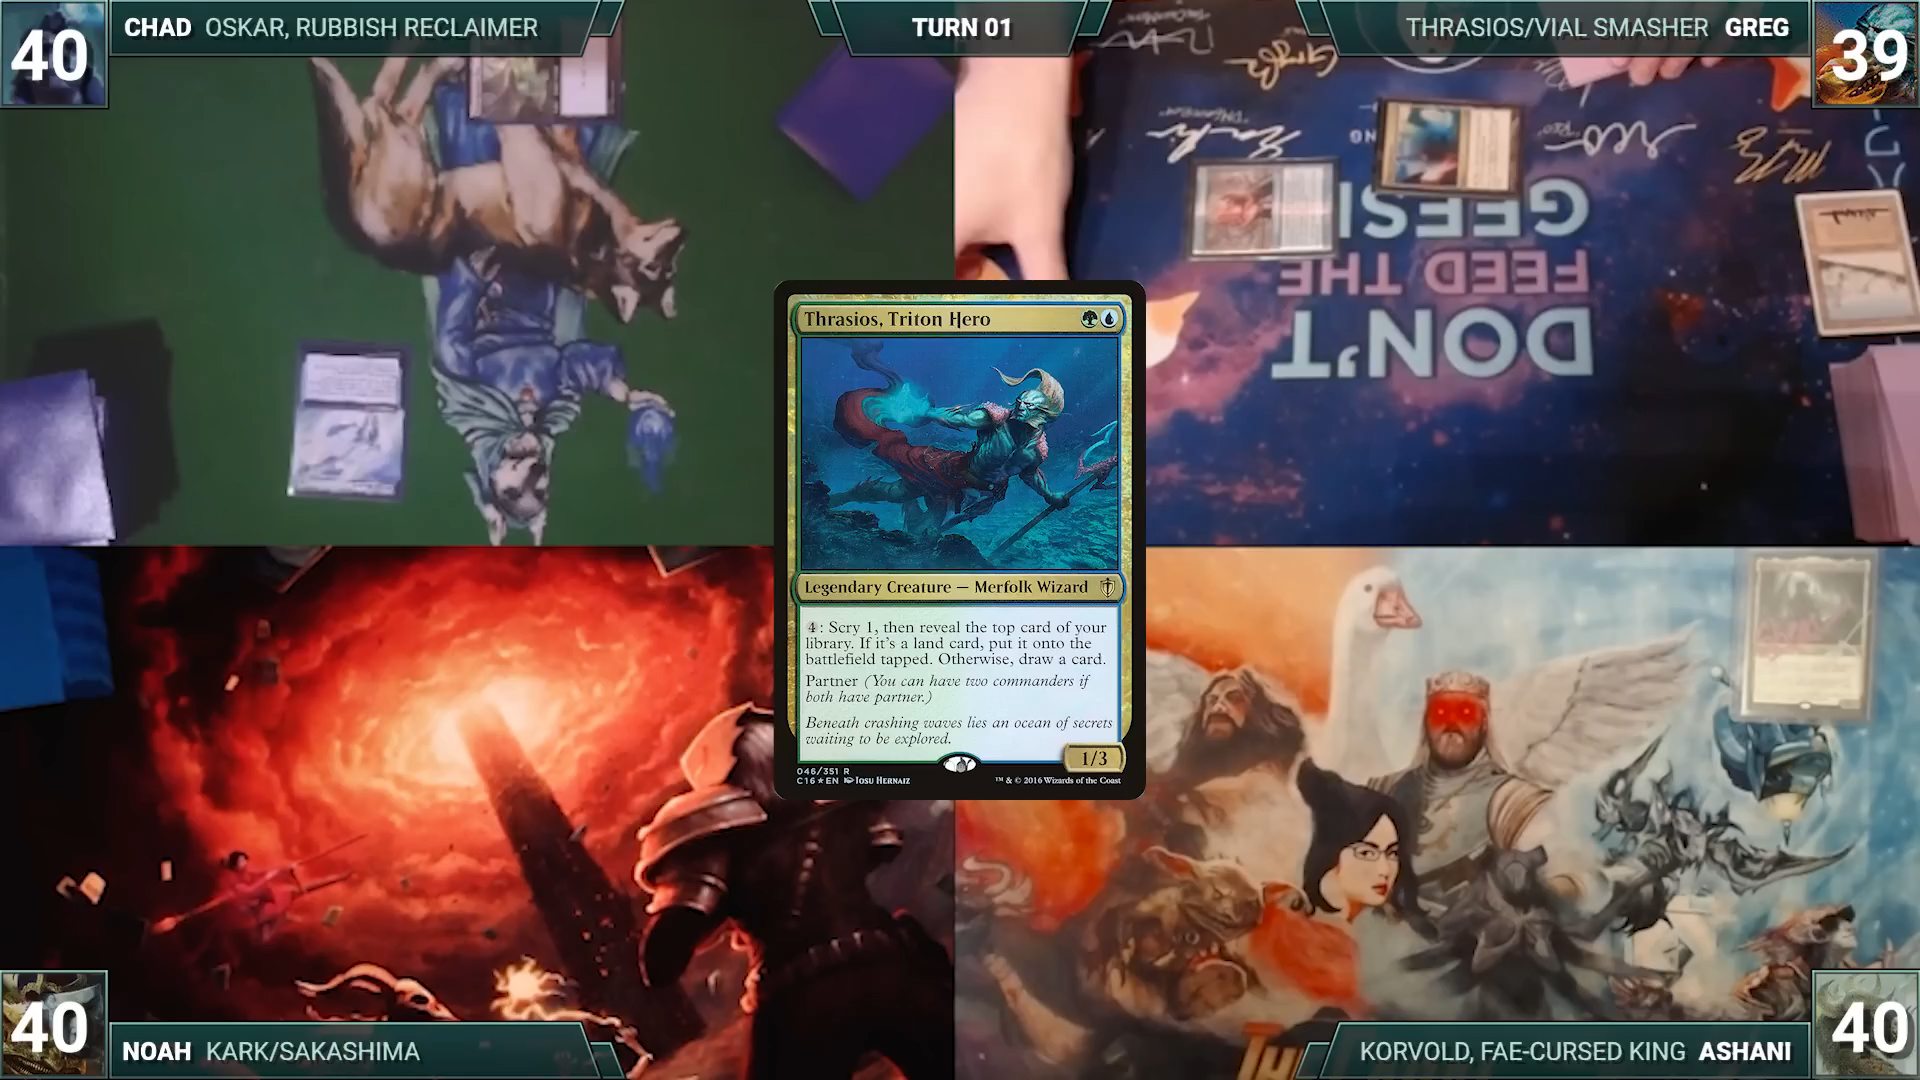 40
CHAD OSKAR, RUBBISH RECLAIMER
TURN 01
THRASIOS/VIAL SMASHER GREG
39
GEESE
FEED THE
DON'T
Thrasios, Triton Hero
Legendary Creature — Merfolk Wizard
4: Scry 1, then reveal the top card of your
library. If it's a land card, put it onto the
battlefield tapped. Otherwise, draw a card.
Partner (You can have two commanders if
both have partner.)
Beneath crashing waves lies an ocean of secrets
waiting to be explored.
1/3
046/351 R
C16★EN Iosu Hernaiz
™ & © 2016 Wizards of the Coast
40
NOAH KARK/SAKASHIMA
KORVOLD, FAE-CURSED KING ASHANI
40